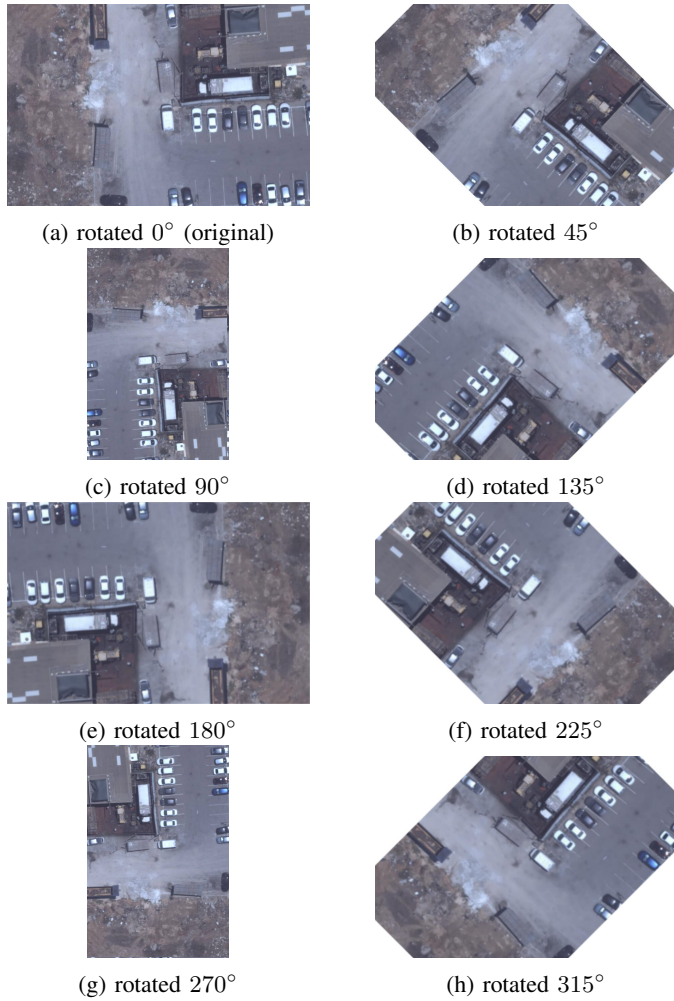 (a) rotated 0° (original)
(b) rotated 45°
(c) rotated 90°
(d) rotated 135°
(e) rotated 180°
(f) rotated 225°
(g) rotated 270°
(h) rotated 315°